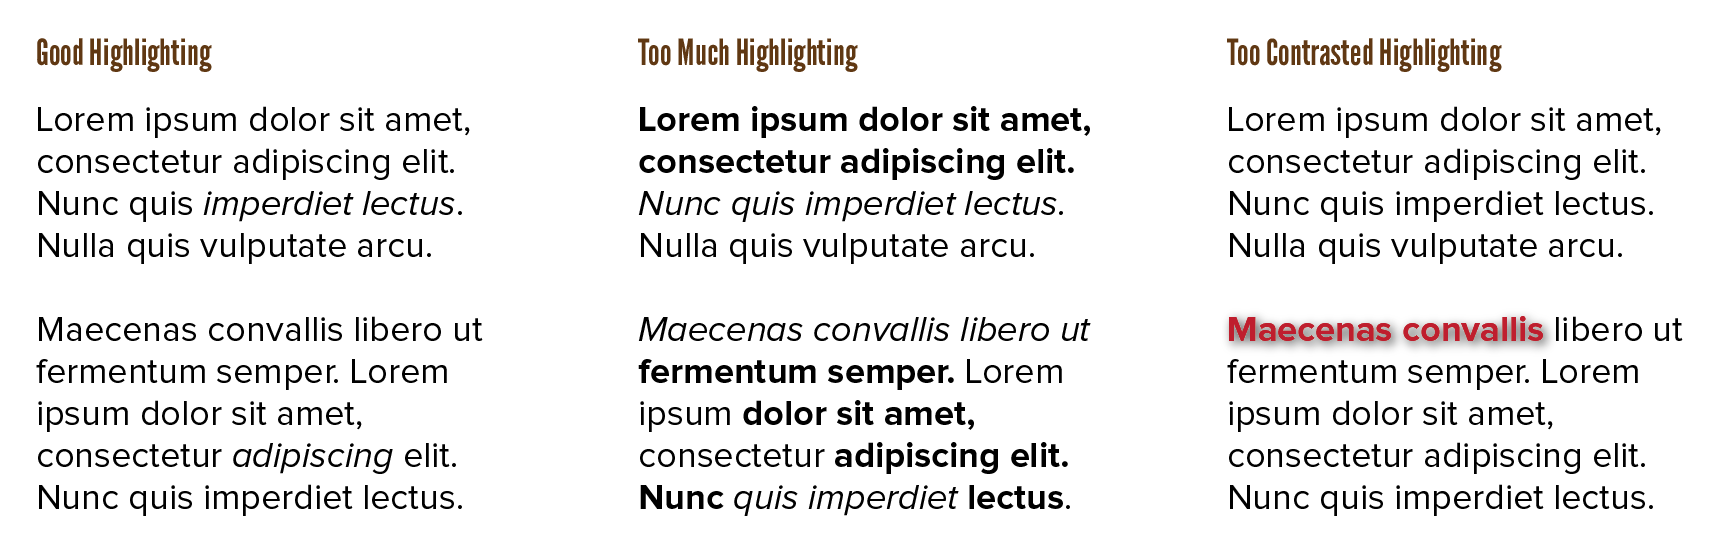 Good Highlighting
Lorem ipsum dolor sit amet,
consectetur adipiscing elit.
Nunc quis imperdiet lectus.
Nulla quis vulputate arcu.
Maecenas convallis libero ut
fermentum semper. Lorem
ipsum dolor sit amet,
consectetur adipiscing elit.
Nunc quis imperdiet lectus.
Too Much Highlighting
Lorem ipsum dolor sit amet,
consectetur adipiscing elit.
Nunc quis imperdiet lectus.
Nulla quis vulputate arcu.
Maecenas convallis libero ut
fermentum semper. Lorem
ipsum dolor sit amet,
consectetur adipiscing elit.
Nunc quis imperdiet lectus.
Too Contrasted Highlighting
Lorem ipsum dolor sit amet,
consectetur adipiscing elit.
Nunc quis imperdiet lectus.
Nulla quis vulputate arcu.
Maecenas convallis libero ut
fermentum semper. Lorem
ipsum dolor sit amet,
consectetur adipiscing elit.
Nunc quis imperdiet lectus.